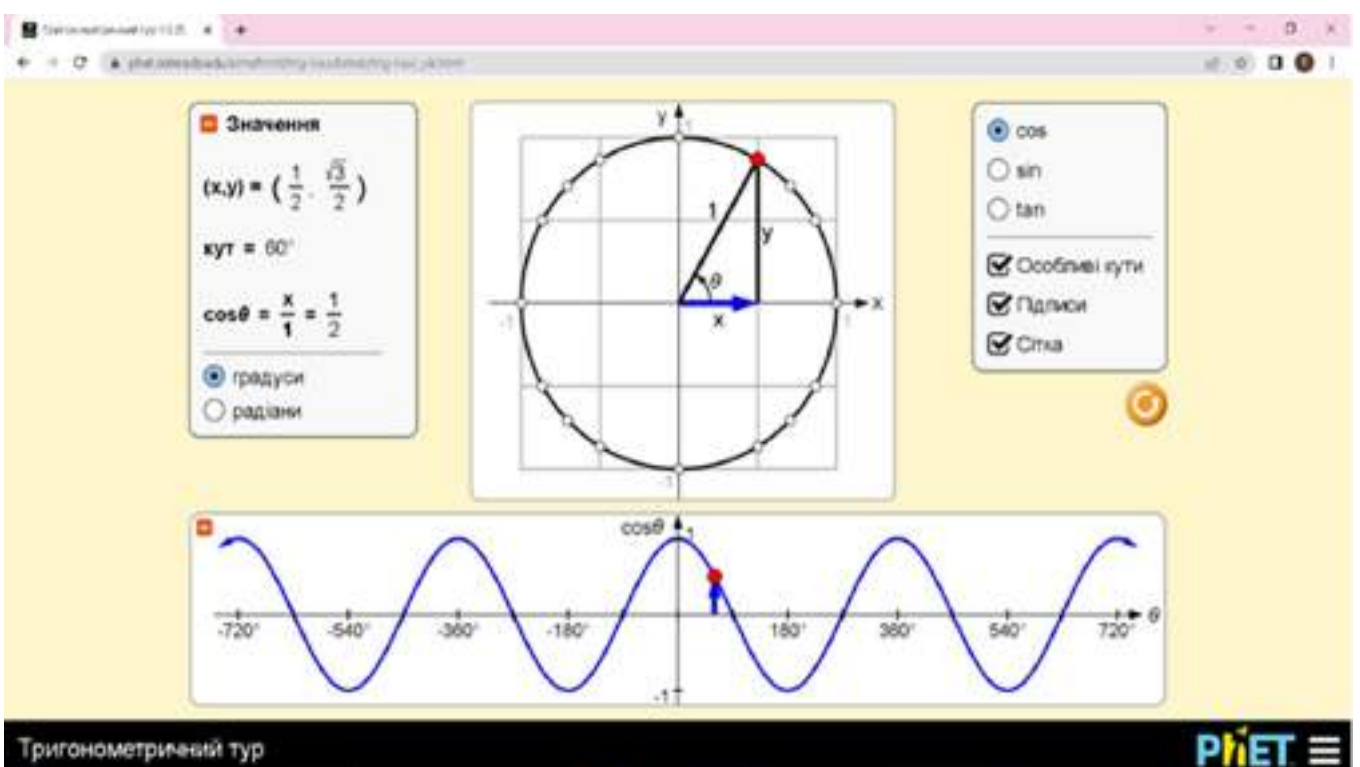 Значення
(x,y) = ( 1/2 , √3/2 )
кут = 60°
cosθ = x/1 = 1/2
градуси
радіани
y
1
1
y
θ
x
-1
1
x
-1
cos
sin
tan
Особливі кути
Підписи
Сітка
cosθ
1
-720°
-540°
-360°
-180°
180°
360°
540°
720°
θ
-1
Тригонометричний тур
PhET